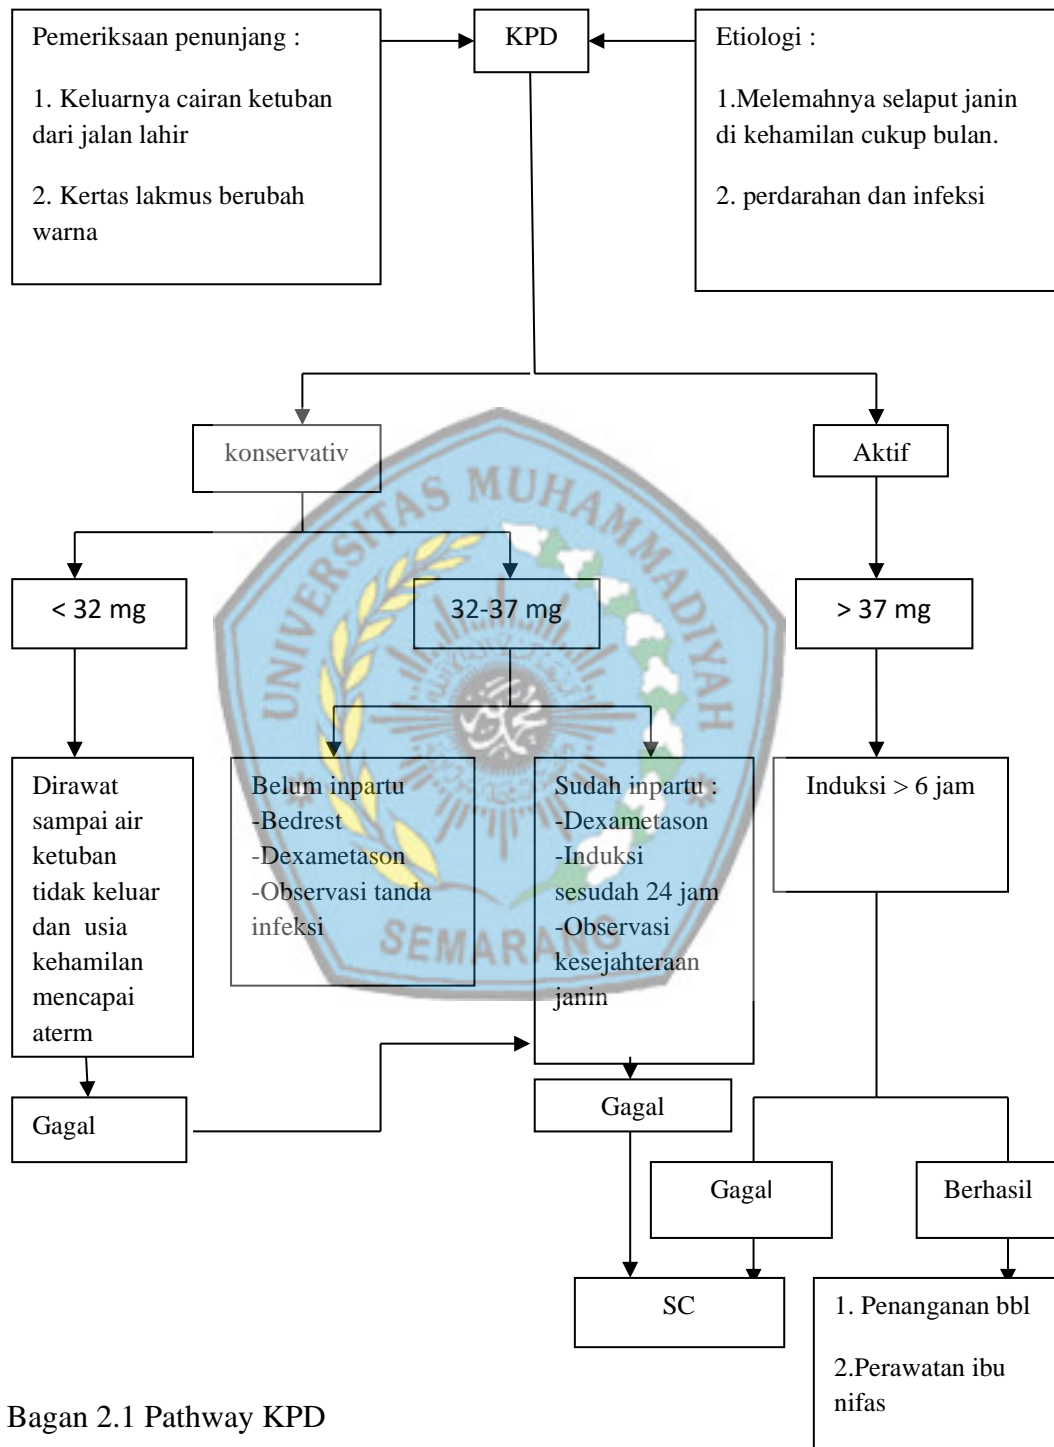 Pemeriksaan penunjang :
1. Keluarnya cairan ketuban
dari jalan lahir
2. Kertas lakmus berubah
warna
KPD
Etiologi :
1.Melemahnya selaput janin
di kehamilan cukup bulan.
2. perdarahan dan infeksi
konservativ
Aktif
UNIVERSITAS MUHAMMADIYAH
SEMARANG
< 32 mg
32-37 mg
> 37 mg
Dirawat
sampai air
ketuban
tidak keluar
dan usia
kehamilan
mencapai
aterm
Belum inpartu
-Bedrest
-Dexametason
-Observasi tanda
infeksi
Sudah inpartu :
-Dexametason
-Induksi
sesudah 24 jam
-Observasi
kesejahteraan
janin
Induksi > 6 jam
Gagal
Gagal
Gagal
Berhasil
SC
1. Penanganan bbl
2.Perawatan ibu
nifas
Bagan 2.1 Pathway KPD